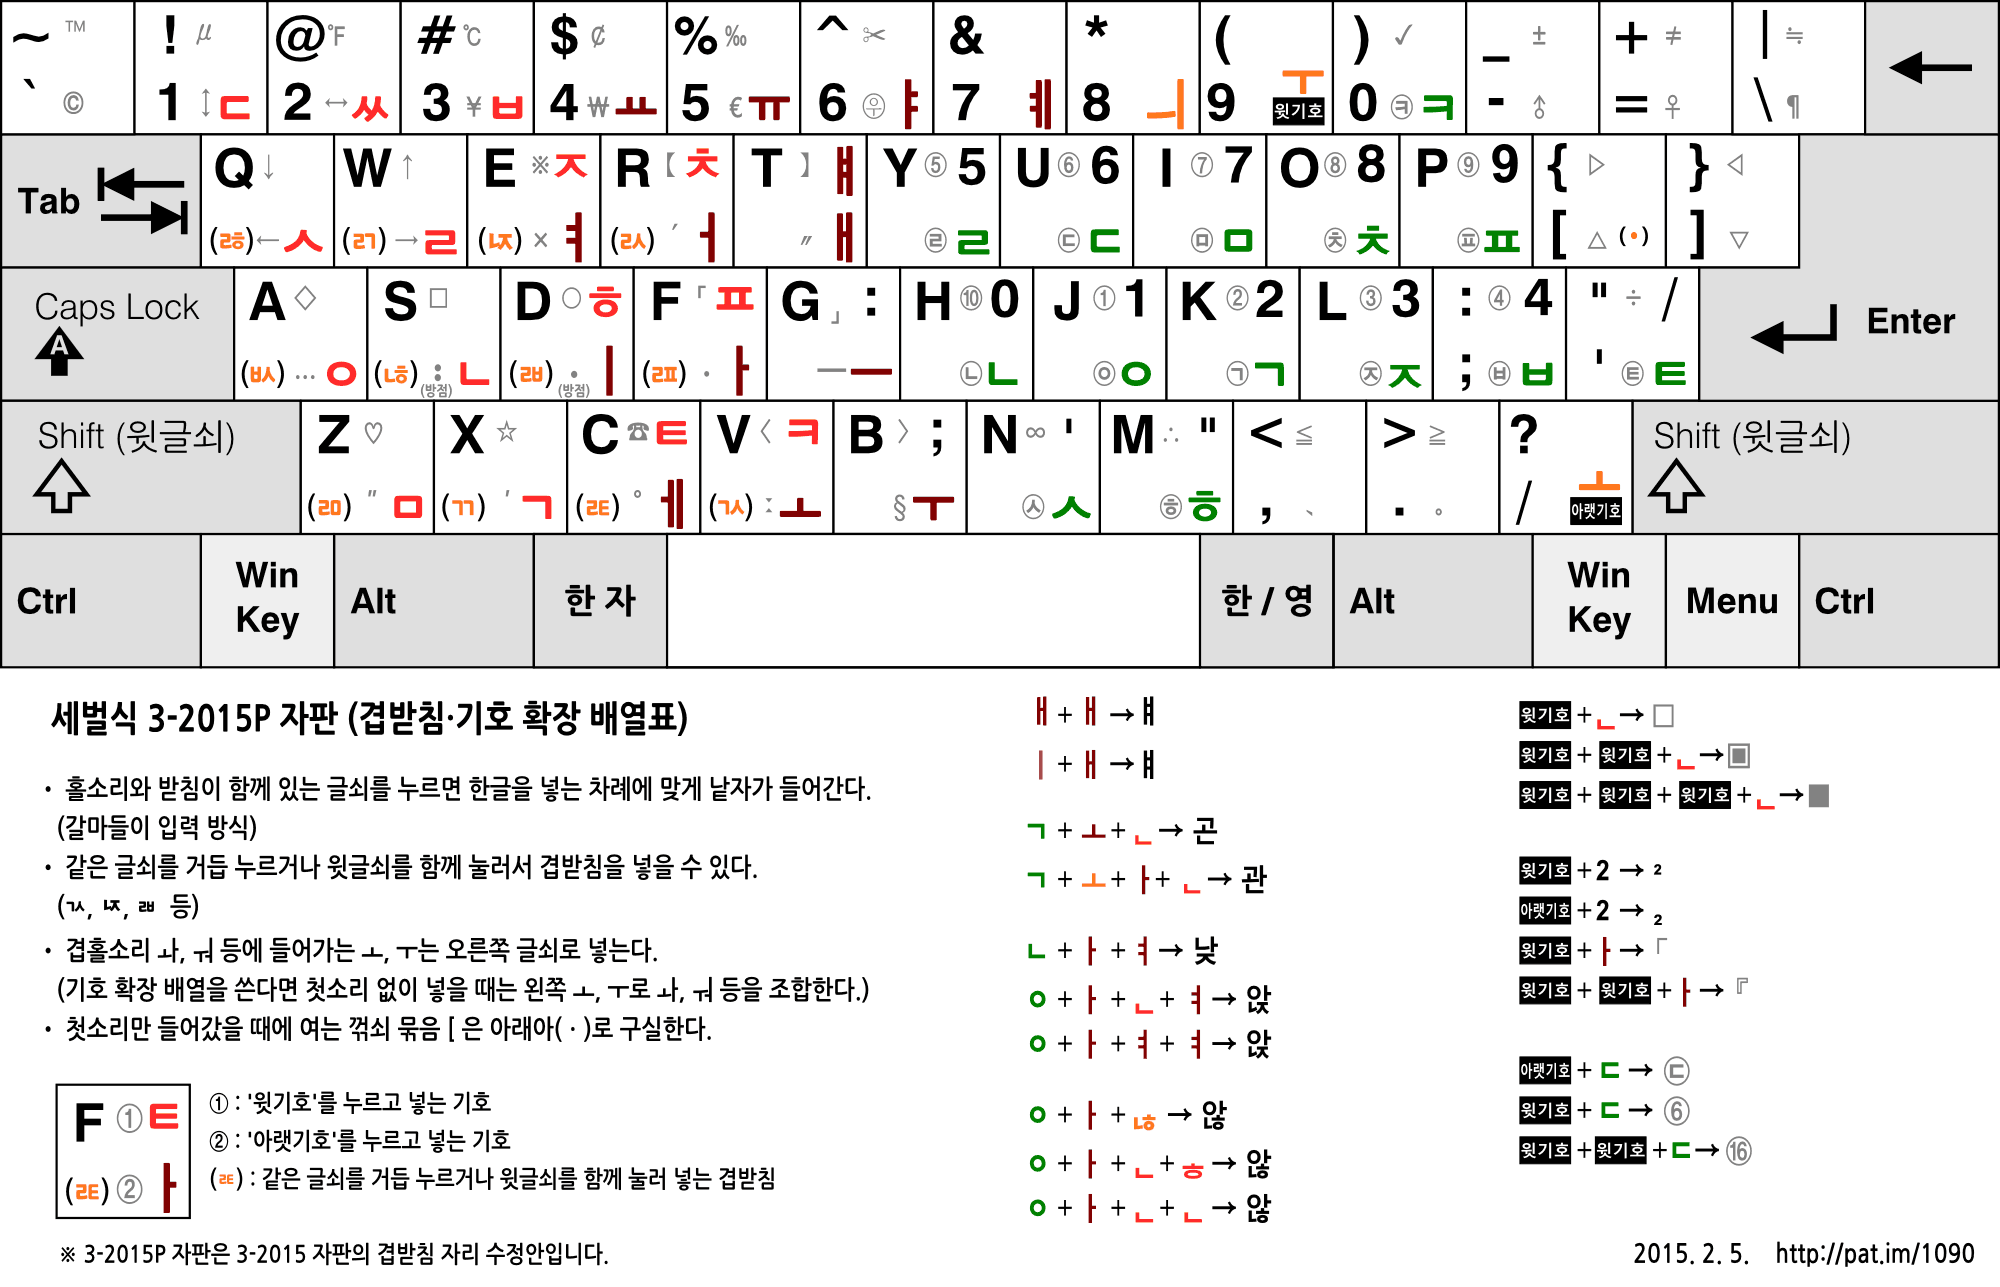 ~ ™ ! µ @ ℉ # ℃ $ ₵ % ‰ ^ ✂ & * ( ㅜ ) ✓ _ ± + ≠ | ≒ ←
` © 1 ↕ ㄷ 2 ↔ ㅆ 3 ¥ ㅂ 4 ₩ ㅛ 5 € ㅠ 6 ㉾ ㅑ 7 ㅖ 8 ㅢ 9 윗기호 0 ㉪ ㅋ - ♂ = ♀ \ ¶
Tab Q ↓ W ↑ E ※ ㅈ R 【 ㅊ T 】 ㅒ Y ⑤ 5 U ⑥ 6 I ⑦ 7 O ⑧ 8 P ⑨ 9 { ▷ } ◁
(ㅀ) ← ㅅ (ㄺ) → ㄹ (ㄵ) × ㅕ (ㄽ) ′ ㅓ ″ ㅐ ㉣ ㄹ ㉢ ㄷ ㉤ ㅁ ㉩ ㅊ ㉬ ㅍ [ △ (ㆍ) ] ▽
Caps Lock A ◇ S □ D ○ ㅎ F 「 ㅍ G 」 : H ⑩ 0 J ① 1 K ② 2 L ③ 3 : ④ 4 " ÷ / Enter
A (ㅄ) … ㅇ (ㄶ) : (방점) ㄴ (ㄼ) · (방점) ㅣ (ㄿ) · ㅏ ― ㅡ ㉡ ㄴ ㉧ ㅇ ㉠ ㄱ ㉨ ㅈ ; ㉥ ㅂ ' ㉫ ㅌ
Shift (윗글쇠) Z ♡ X ☆ C ☎ ㅌ V 〈 ㅋ B 〉 ; N ∞ ' M ∴ " < ≦ > ≧ ? ㅗ Shift (윗글쇠)
(ㄻ) " ㅁ (ㄲ) ' ㄱ (ㄾ) ° ㅔ (ㄳ) : ㅗ § ㅜ ㉦ ㅅ ㉭ ㅎ , 、 . 。 / 아랫기호
Ctrl Win Key Alt 한 자 한 / 영 Alt Win Key Menu Ctrl
세벌식 3-2015P 자판 (겹받침·기호 확장 배열표)
• 홀소리와 받침이 함께 있는 글쇠를 누르면 한글을 넣는 차례에 맞게 낱자가 들어간다.
(갈마들이 입력 방식)
• 같은 글쇠를 거듭 누르거나 윗글쇠를 함께 눌러서 겹받침을 넣을 수 있다.
(ㄳ, ㄵ, ㄼ 등)
• 겹홀소리 ㅘ, ㅝ 등에 들어가는 ㅗ, ㅜ는 오른쪽 글쇠로 넣는다.
(기호 확장 배열을 쓴다면 첫소리 없이 넣을 때는 왼쪽 ㅗ, ㅜ로 ㅘ, ㅝ 등을 조합한다.)
• 첫소리만 들어갔을 때에 여는 꺾쇠 묶음 [ 은 아래아(ㆍ)로 구실한다.
F ① ㅌ
(ㄾ) ② ㅏ
① : '윗기호'를 누르고 넣는 기호
② : '아랫기호'를 누르고 넣는 기호
(ㄾ) : 같은 글쇠를 거듭 누르거나 윗글쇠를 함께 눌러 넣는 겹받침
※ 3-2015P 자판은 3-2015 자판의 겹받침 자리 수정안입니다.
ㅐ + ㅐ → ㅒ
ㅣ + ㅐ → ㅒ
ㄱ + ㅗ + ㄴ → 곤
ㄱ + ㅗ + ㅏ + ㄴ → 관
ㄴ + ㅏ + ㅕ → 낮
ㅇ + ㅏ + ㄴ + ㅕ → 앉
ㅇ + ㅏ + ㅕ + ㅕ → 앉
ㅇ + ㅏ + ㄶ → 않
ㅇ + ㅏ + ㄴ + ㅎ → 않
ㅇ + ㅏ + ㄴ + ㄴ → 않
윗기호 + ㄴ → □
윗기호 + 윗기호 + ㄴ → ▣
윗기호 + 윗기호 + 윗기호 + ㄴ → ■
윗기호 + 2 → ²
아랫기호 + 2 → ₂
윗기호 + ㅏ → 「
윗기호 + 윗기호 + ㅏ → 『
아랫기호 + ㄷ → ㉢
윗기호 + ㄷ → ⑥
윗기호 + 윗기호 + ㄷ → ⑯
2015. 2. 5. http://pat.im/1090